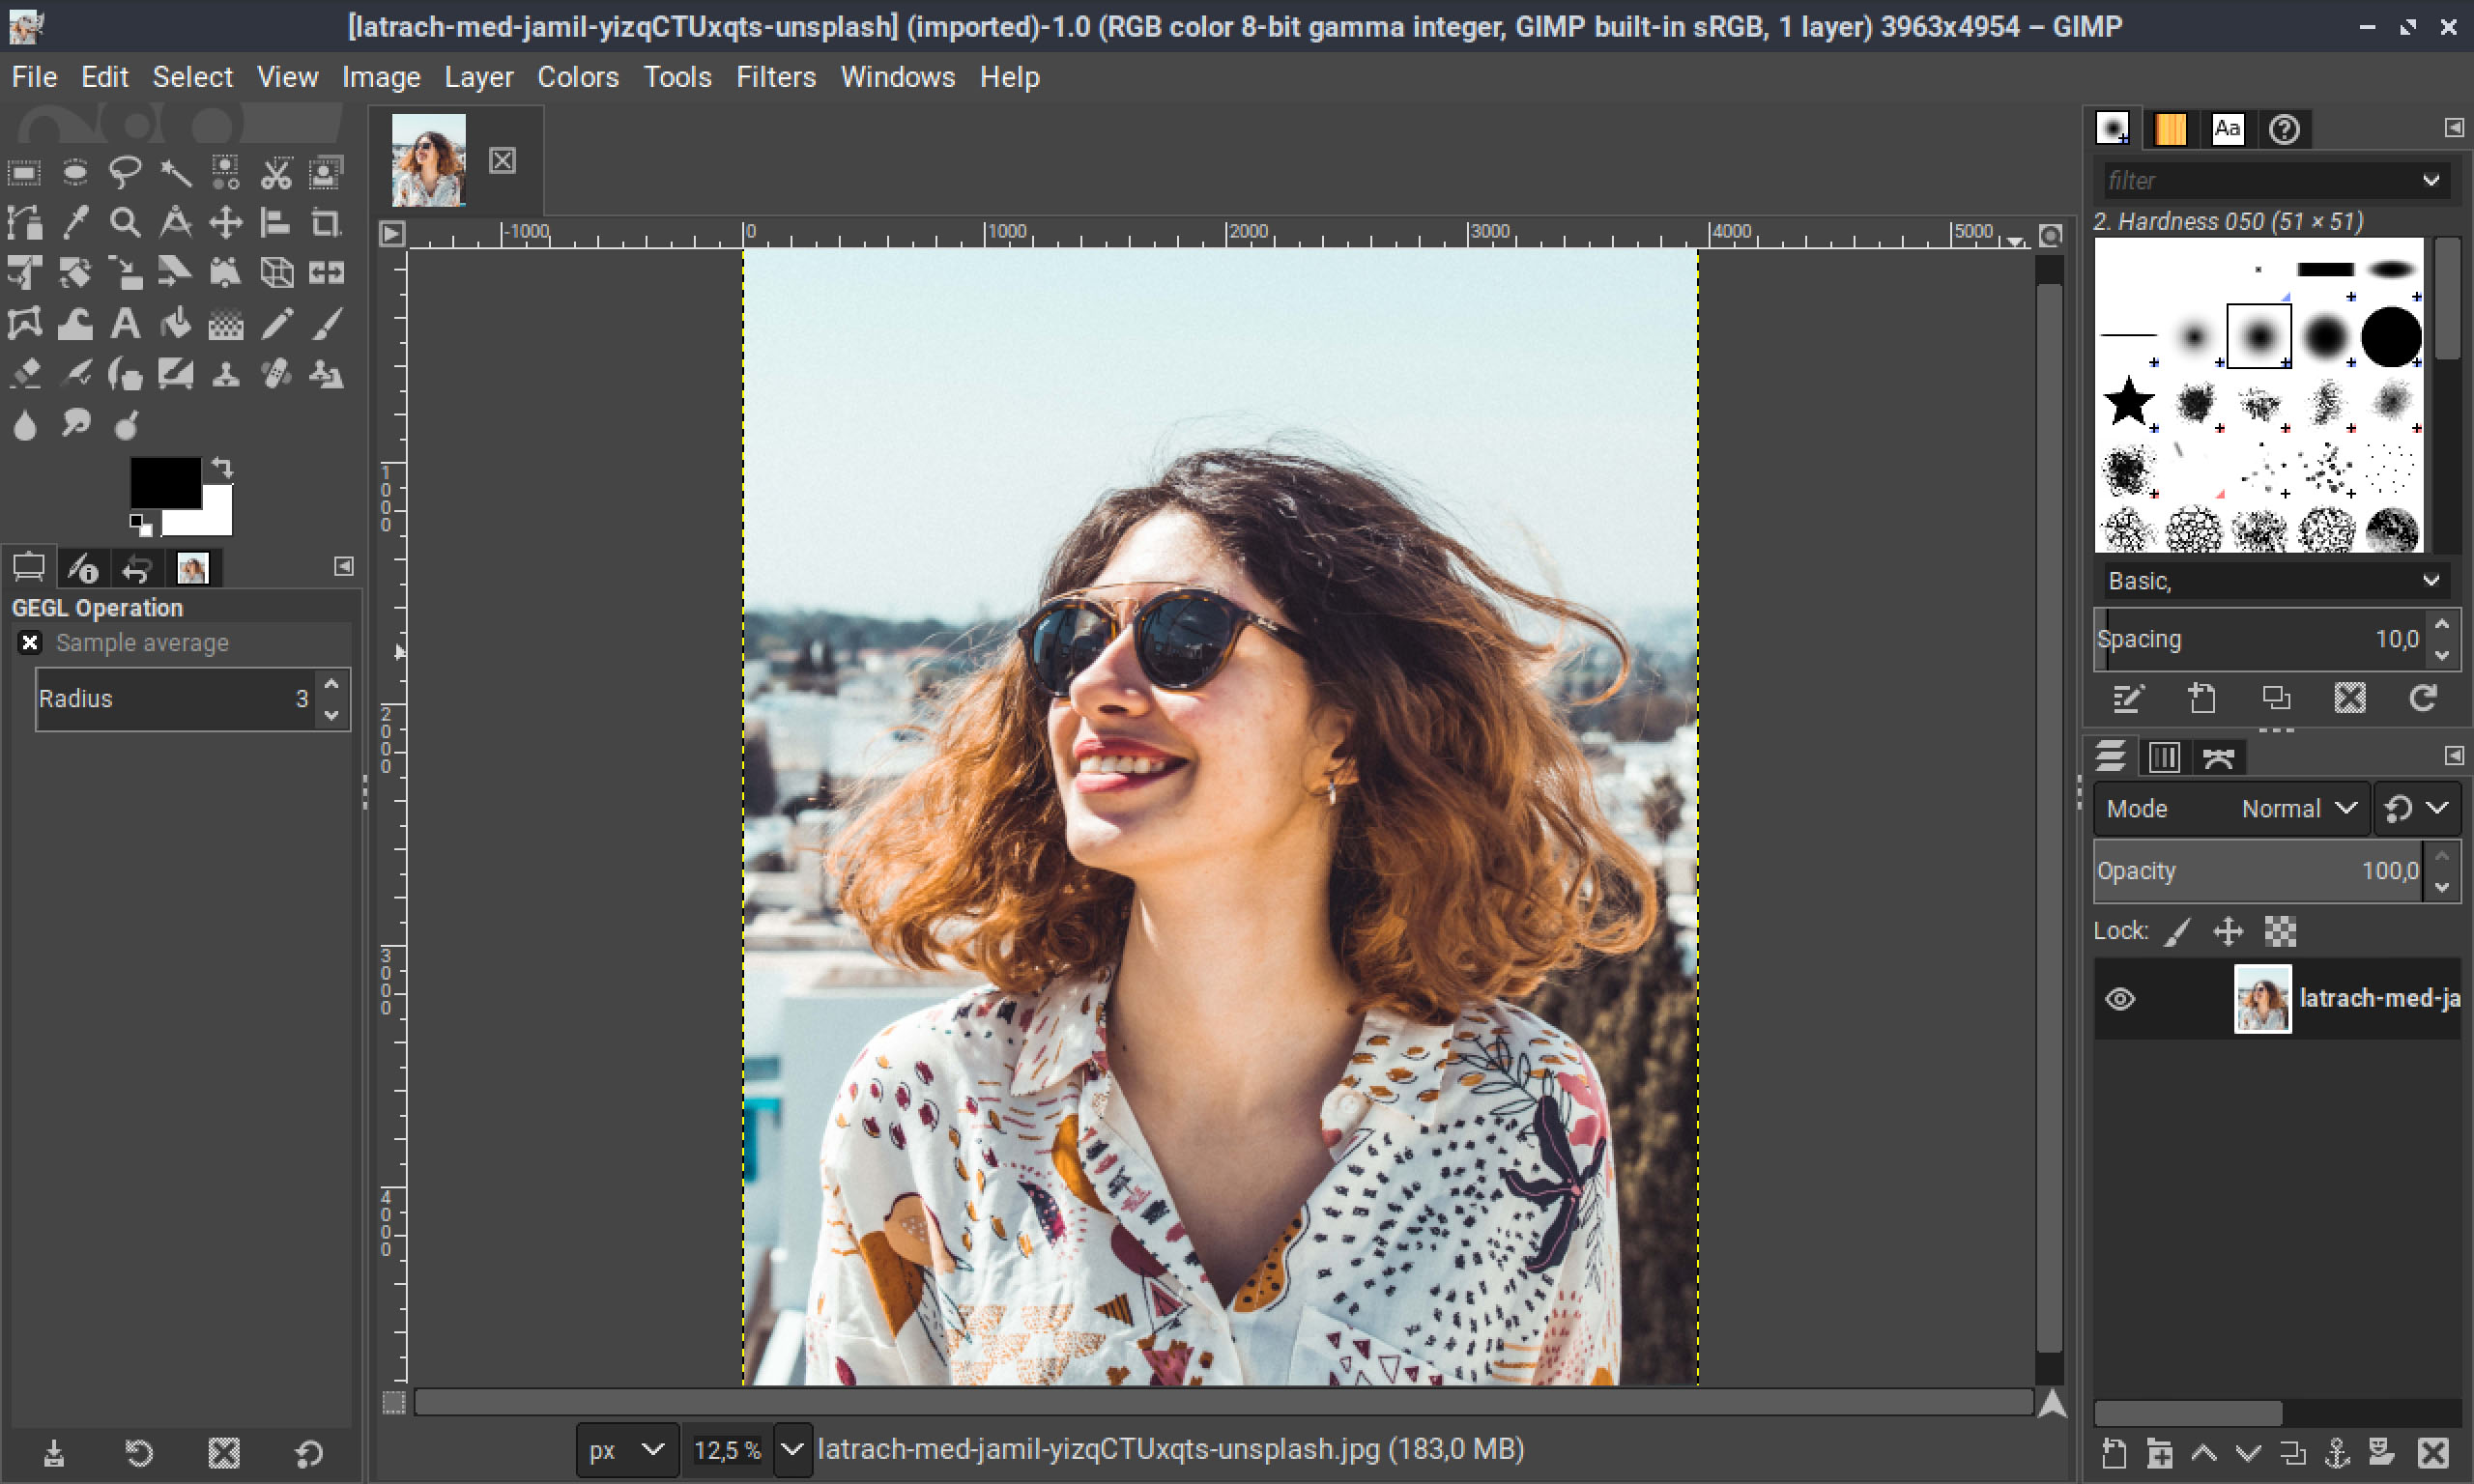 [latrach-med-jamil-yizqCTUxqts-unsplash] (imported)-1.0 (RGB color 8-bit gamma integer, GIMP built-in sRGB, 1 layer) 3963x4954 – GIMP
File Edit Select View Image Layer Colors Tools Filters Windows Help
-1000 0 1000 2000 3000 4000 5000
1000
2000
3000
4000
GEGL Operation
Sample average
Radius 3
px 12,5 % latrach-med-jamil-yizqCTUxqts-unsplash.jpg (183,0 MB)
Aa
filter
2. Hardness 050 (51 × 51)
Basic,
Spacing 10,0
Mode Normal
Opacity 100,0
Lock:
latrach-med-ja